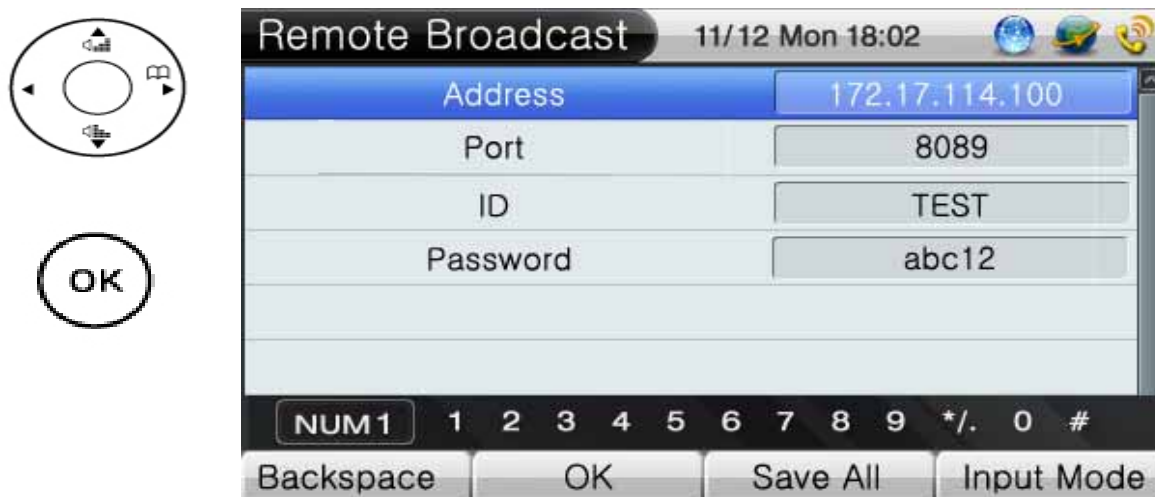 Remote Broadcast 11/12 Mon 18:02
Address 172.17.114.100
Port 8089
ID TEST
Password abc12
OK
NUM1 1 2 3 4 5 6 7 8 9 */. 0 #
Backspace OK Save All Input Mode